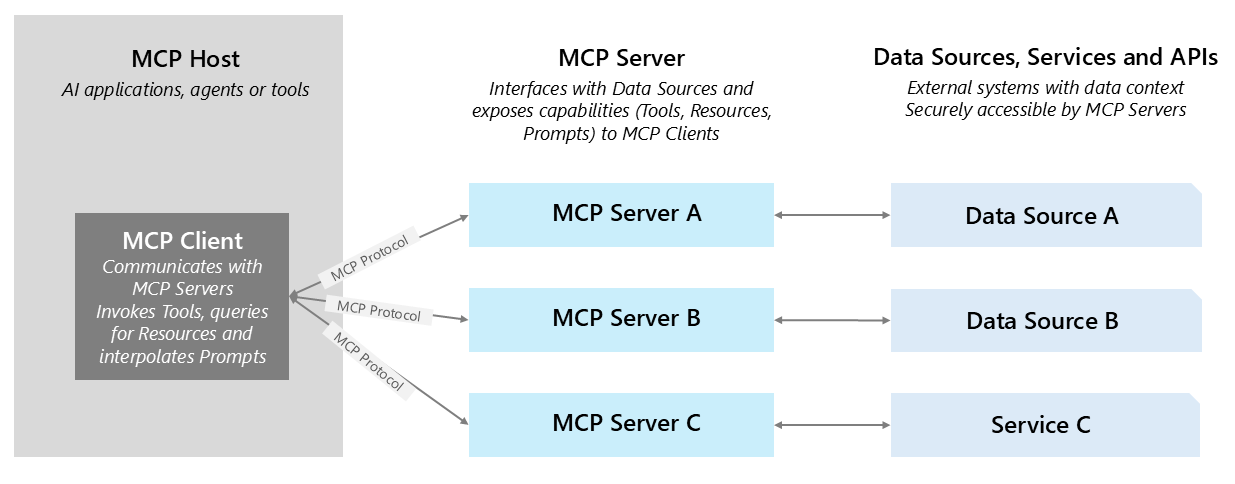 MCP Host
AI applications, agents or tools
MCP Client
Communicates with
MCP Servers
Invokes Tools, queries
for Resources and
interpolates Prompts
MCP Protocol
MCP Protocol
MCP Protocol
MCP Server
Interfaces with Data Sources and
exposes capabilities (Tools, Resources,
Prompts) to MCP Clients
MCP Server A
MCP Server B
MCP Server C
Data Sources, Services and APIs
External systems with data context
Securely accessible by MCP Servers
Data Source A
Data Source B
Service C